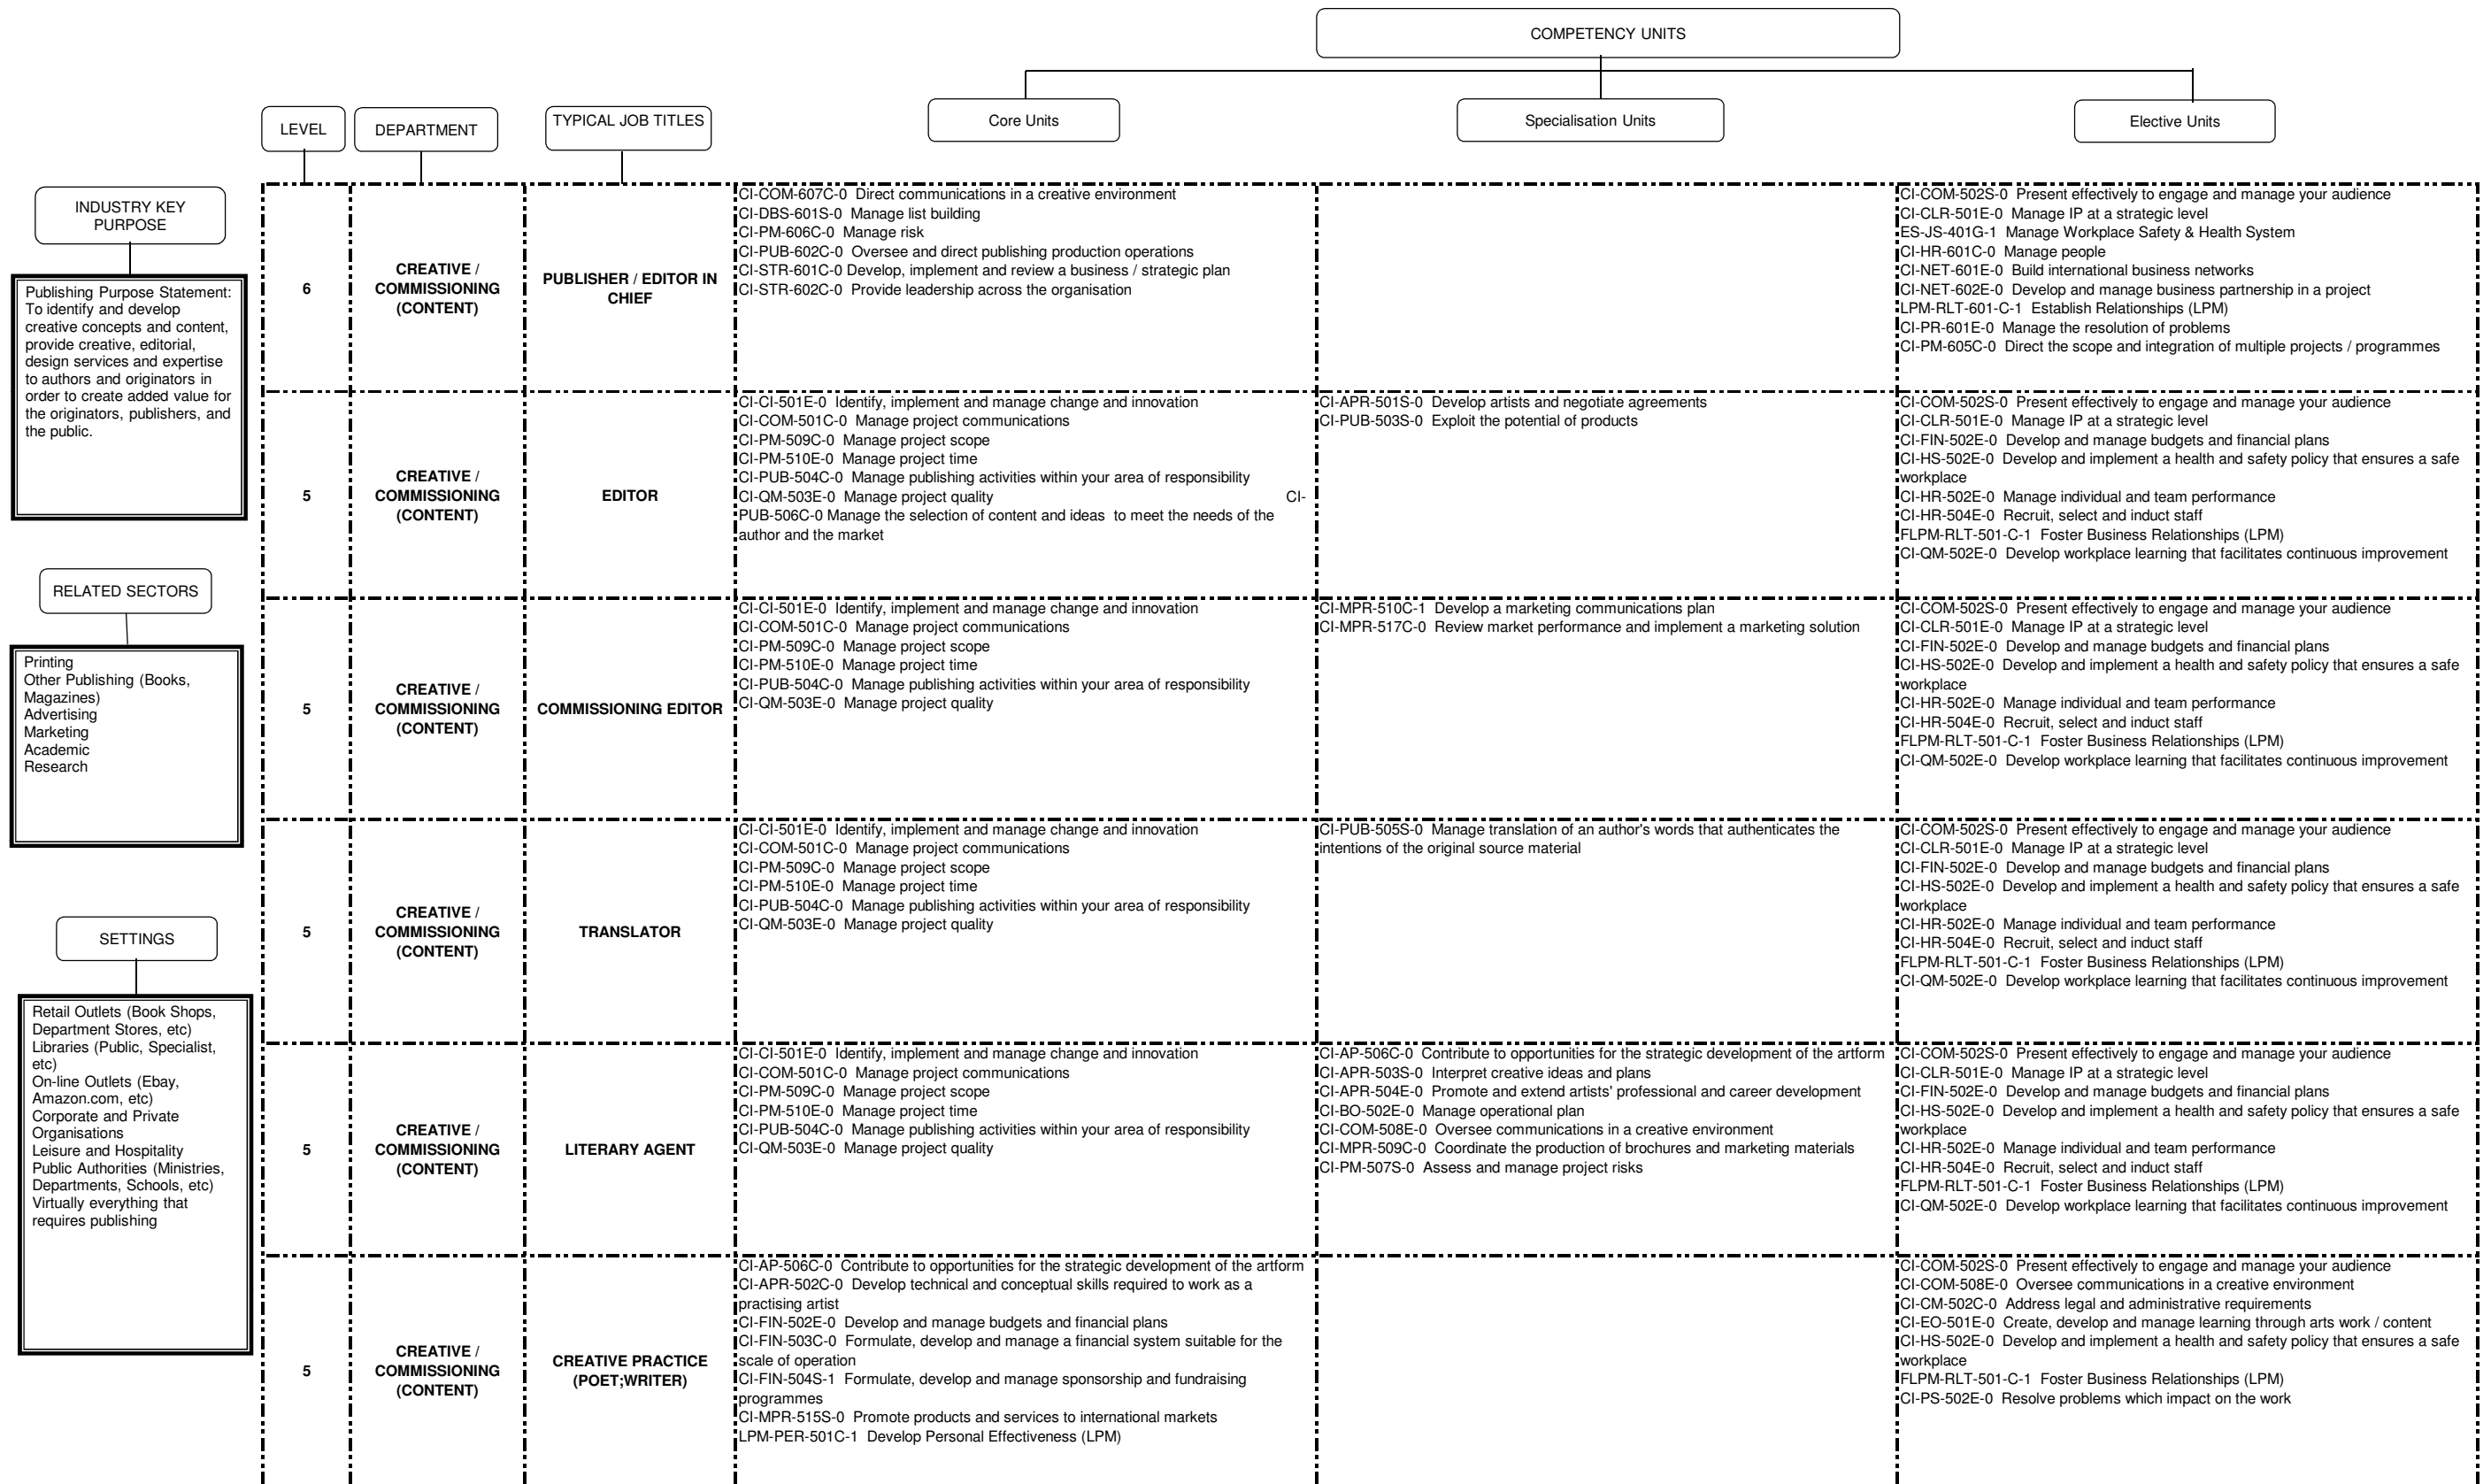 COMPETENCY UNITS
LEVEL
DEPARTMENT
TYPICAL JOB TITLES
Core Units
Specialisation Units
Elective Units
INDUSTRY KEY
PURPOSE
Publishing Purpose Statement:
To identify and develop
creative concepts and content,
provide creative, editorial,
design services and expertise
to authors and originators in
order to create added value for
the originators, publishers, and
the public.
RELATED SECTORS
Printing
Other Publishing (Books,
Magazines)
Advertising
Marketing
Academic
Research
SETTINGS
Retail Outlets (Book Shops,
Department Stores, etc)
Libraries (Public, Specialist,
etc)
On-line Outlets (Ebay,
Amazon.com, etc)
Corporate and Private
Organisations
Leisure and Hospitality
Public Authorities (Ministries,
Departments, Schools, etc)
Virtually everything that
requires publishing
6
CREATIVE /
COMMISSIONING
(CONTENT)
PUBLISHER / EDITOR IN
CHIEF
CI-COM-607C-0 Direct communications in a creative environment
CI-DBS-601S-0 Manage list building
CI-PM-606C-0 Manage risk
CI-PUB-602C-0 Oversee and direct publishing production operations
CI-STR-601C-0 Develop, implement and review a business / strategic plan
CI-STR-602C-0 Provide leadership across the organisation
CI-COM-502S-0 Present effectively to engage and manage your audience
CI-CLR-501E-0 Manage IP at a strategic level
ES-JS-401G-1 Manage Workplace Safety & Health System
CI-HR-601C-0 Manage people
CI-NET-601E-0 Build international business networks
CI-NET-602E-0 Develop and manage business partnership in a project
LPM-RLT-601-C-1 Establish Relationships (LPM)
CI-PR-601E-0 Manage the resolution of problems
CI-PM-605C-0 Direct the scope and integration of multiple projects / programmes
5
CREATIVE /
COMMISSIONING
(CONTENT)
EDITOR
CI-CI-501E-0 Identify, implement and manage change and innovation
CI-COM-501C-0 Manage project communications
CI-PM-509C-0 Manage project scope
CI-PM-510E-0 Manage project time
CI-PUB-504C-0 Manage publishing activities within your area of responsibility
CI-QM-503E-0 Manage project quality CI-
PUB-506C-0 Manage the selection of content and ideas to meet the needs of the
author and the market
CI-APR-501S-0 Develop artists and negotiate agreements
CI-PUB-503S-0 Exploit the potential of products
CI-COM-502S-0 Present effectively to engage and manage your audience
CI-CLR-501E-0 Manage IP at a strategic level
CI-FIN-502E-0 Develop and manage budgets and financial plans
CI-HS-502E-0 Develop and implement a health and safety policy that ensures a safe
workplace
CI-HR-502E-0 Manage individual and team performance
CI-HR-504E-0 Recruit, select and induct staff
FLPM-RLT-501-C-1 Foster Business Relationships (LPM)
CI-QM-502E-0 Develop workplace learning that facilitates continuous improvement
5
CREATIVE /
COMMISSIONING
(CONTENT)
COMMISSIONING EDITOR
CI-CI-501E-0 Identify, implement and manage change and innovation
CI-COM-501C-0 Manage project communications
CI-PM-509C-0 Manage project scope
CI-PM-510E-0 Manage project time
CI-PUB-504C-0 Manage publishing activities within your area of responsibility
CI-QM-503E-0 Manage project quality
CI-MPR-510C-1 Develop a marketing communications plan
CI-MPR-517C-0 Review market performance and implement a marketing solution
CI-COM-502S-0 Present effectively to engage and manage your audience
CI-CLR-501E-0 Manage IP at a strategic level
CI-FIN-502E-0 Develop and manage budgets and financial plans
CI-HS-502E-0 Develop and implement a health and safety policy that ensures a safe
workplace
CI-HR-502E-0 Manage individual and team performance
CI-HR-504E-0 Recruit, select and induct staff
FLPM-RLT-501-C-1 Foster Business Relationships (LPM)
CI-QM-502E-0 Develop workplace learning that facilitates continuous improvement
5
CREATIVE /
COMMISSIONING
(CONTENT)
TRANSLATOR
CI-CI-501E-0 Identify, implement and manage change and innovation
CI-COM-501C-0 Manage project communications
CI-PM-509C-0 Manage project scope
CI-PM-510E-0 Manage project time
CI-PUB-504C-0 Manage publishing activities within your area of responsibility
CI-QM-503E-0 Manage project quality
CI-PUB-505S-0 Manage translation of an author's words that authenticates the
intentions of the original source material
CI-COM-502S-0 Present effectively to engage and manage your audience
CI-CLR-501E-0 Manage IP at a strategic level
CI-FIN-502E-0 Develop and manage budgets and financial plans
CI-HS-502E-0 Develop and implement a health and safety policy that ensures a safe
workplace
CI-HR-502E-0 Manage individual and team performance
CI-HR-504E-0 Recruit, select and induct staff
FLPM-RLT-501-C-1 Foster Business Relationships (LPM)
CI-QM-502E-0 Develop workplace learning that facilitates continuous improvement
5
CREATIVE /
COMMISSIONING
(CONTENT)
LITERARY AGENT
CI-CI-501E-0 Identify, implement and manage change and innovation
CI-COM-501C-0 Manage project communications
CI-PM-509C-0 Manage project scope
CI-PM-510E-0 Manage project time
CI-PUB-504C-0 Manage publishing activities within your area of responsibility
CI-QM-503E-0 Manage project quality
CI-AP-506C-0 Contribute to opportunities for the strategic development of the artform
CI-APR-503S-0 Interpret creative ideas and plans
CI-APR-504E-0 Promote and extend artists' professional and career development
CI-BO-502E-0 Manage operational plan
CI-COM-508E-0 Oversee communications in a creative environment
CI-MPR-509C-0 Coordinate the production of brochures and marketing materials
CI-PM-507S-0 Assess and manage project risks
CI-COM-502S-0 Present effectively to engage and manage your audience
CI-CLR-501E-0 Manage IP at a strategic level
CI-FIN-502E-0 Develop and manage budgets and financial plans
CI-HS-502E-0 Develop and implement a health and safety policy that ensures a safe
workplace
CI-HR-502E-0 Manage individual and team performance
CI-HR-504E-0 Recruit, select and induct staff
FLPM-RLT-501-C-1 Foster Business Relationships (LPM)
CI-QM-502E-0 Develop workplace learning that facilitates continuous improvement
5
CREATIVE /
COMMISSIONING
(CONTENT)
CREATIVE PRACTICE
(POET;WRITER)
CI-AP-506C-0 Contribute to opportunities for the strategic development of the artform
CI-APR-502C-0 Develop technical and conceptual skills required to work as a
practising artist
CI-FIN-502E-0 Develop and manage budgets and financial plans
CI-FIN-503C-0 Formulate, develop and manage a financial system suitable for the
scale of operation
CI-FIN-504S-1 Formulate, develop and manage sponsorship and fundraising
programmes
CI-MPR-515S-0 Promote products and services to international markets
LPM-PER-501C-1 Develop Personal Effectiveness (LPM)
CI-COM-502S-0 Present effectively to engage and manage your audience
CI-COM-508E-0 Oversee communications in a creative environment
CI-CM-502C-0 Address legal and administrative requirements
CI-EO-501E-0 Create, develop and manage learning through arts work / content
CI-HS-502E-0 Develop and implement a health and safety policy that ensures a safe
workplace
FLPM-RLT-501-C-1 Foster Business Relationships (LPM)
CI-PS-502E-0 Resolve problems which impact on the work